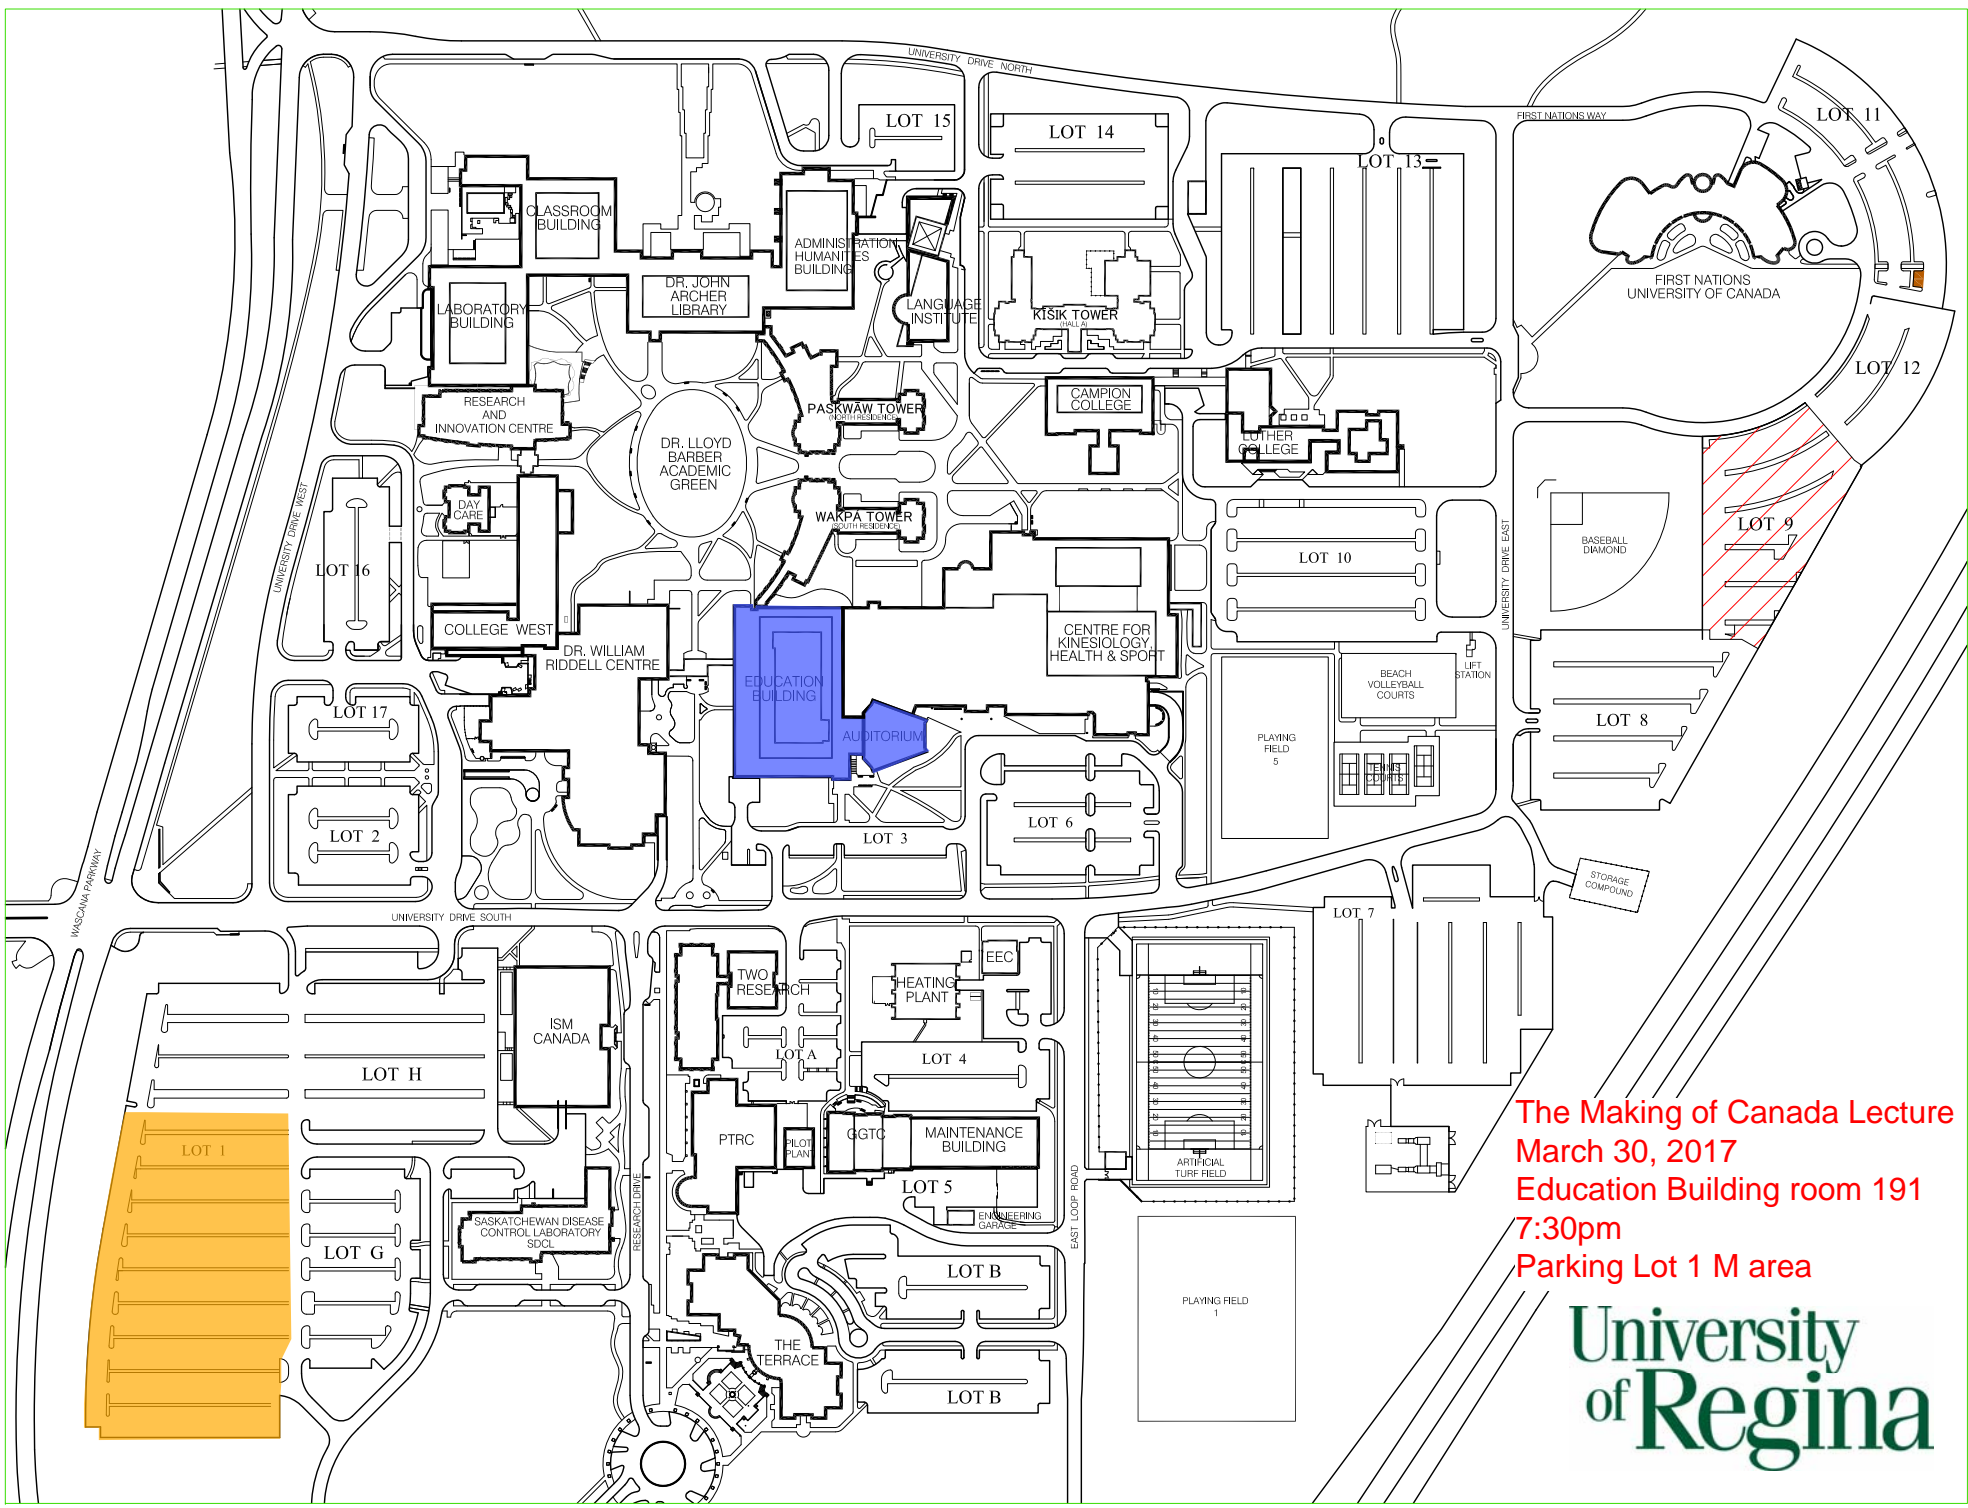 UNIVERSITY DRIVE NORTH
FIRST NATIONS WAY
LOT 11
LOT 15
LOT 14
LOT 13
CLASSROOM
BUILDING
ADMINISTRATION
HUMANITIES
BUILDING
DR. JOHN
ARCHER
LIBRARY
LABORATORY
BUILDING
LANGUAGE
INSTITUTE
KĪŠIK TOWER
(HALL A)
FIRST NATIONS
UNIVERSITY OF CANADA
LOT 12
RESEARCH
AND
INNOVATION CENTRE
PASKWĀW TOWER
(NORTH RESIDENCE)
CAMPION
COLLEGE
LUTHER
COLLEGE
DR. LLOYD
BARBER
ACADEMIC
GREEN
DAY
CARE
WAKPÁ TOWER
(SOUTH RESIDENCE)
UNIVERSITY DRIVE WEST
LOT 16
LOT 10
UNIVERSITY DRIVE EAST
BASEBALL
DIAMOND
LOT 9
COLLEGE WEST
DR. WILLIAM
RIDDELL CENTRE
EDUCATION
BUILDING
AUDITORIUM
CENTRE FOR
KINESIOLOGY,
HEALTH & SPORT
BEACH
VOLLEYBALL
COURTS
LIFT
STATION
LOT 8
LOT 17
PLAYING
FIELD
5
TENNIS
COURTS
LOT 2
LOT 3
LOT 6
STORAGE
COMPOUND
WASCANA PARKWAY
UNIVERSITY DRIVE SOUTH
LOT 7
TWO
RESEARCH
HEATING
PLANT
EEC
ISM
CANADA
LOT H
LOT A
LOT 4
LOT 1
PTRC
PILOT
PLANT
GGTC
MAINTENANCE
BUILDING
ARTIFICIAL
TURF FIELD
LOT 5
ENGINEERING
GARAGE
EAST LOOP ROAD
RESEARCH DRIVE
SASKATCHEWAN DISEASE
CONTROL LABORATORY
SDCL
LOT G
LOT B
THE
TERRACE
LOT B
PLAYING FIELD
1
The Making of Canada Lecture
March 30, 2017
Education Building room 191
7:30pm
Parking Lot 1 M area
University
of Regina